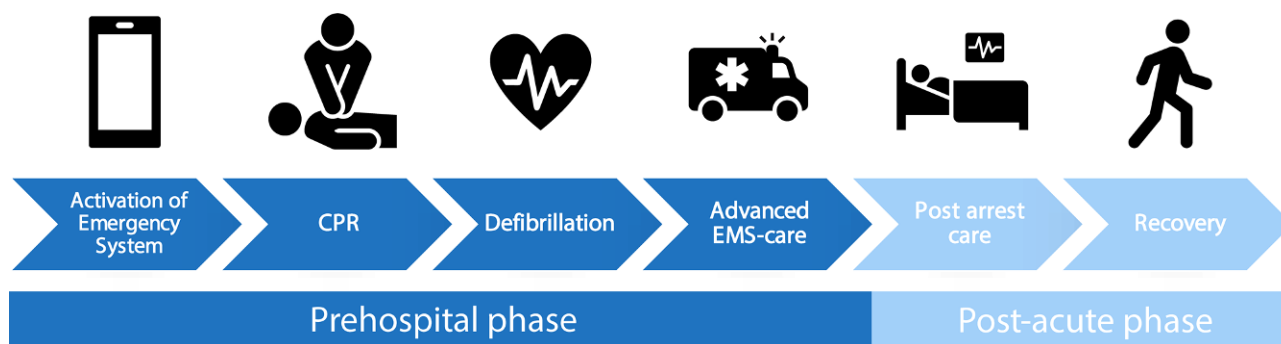 Activation of
Emergency
System
CPR
Defibrillation
Advanced
EMS-care
Post arrest
care
Recovery
Prehospital phase
Post-acute phase